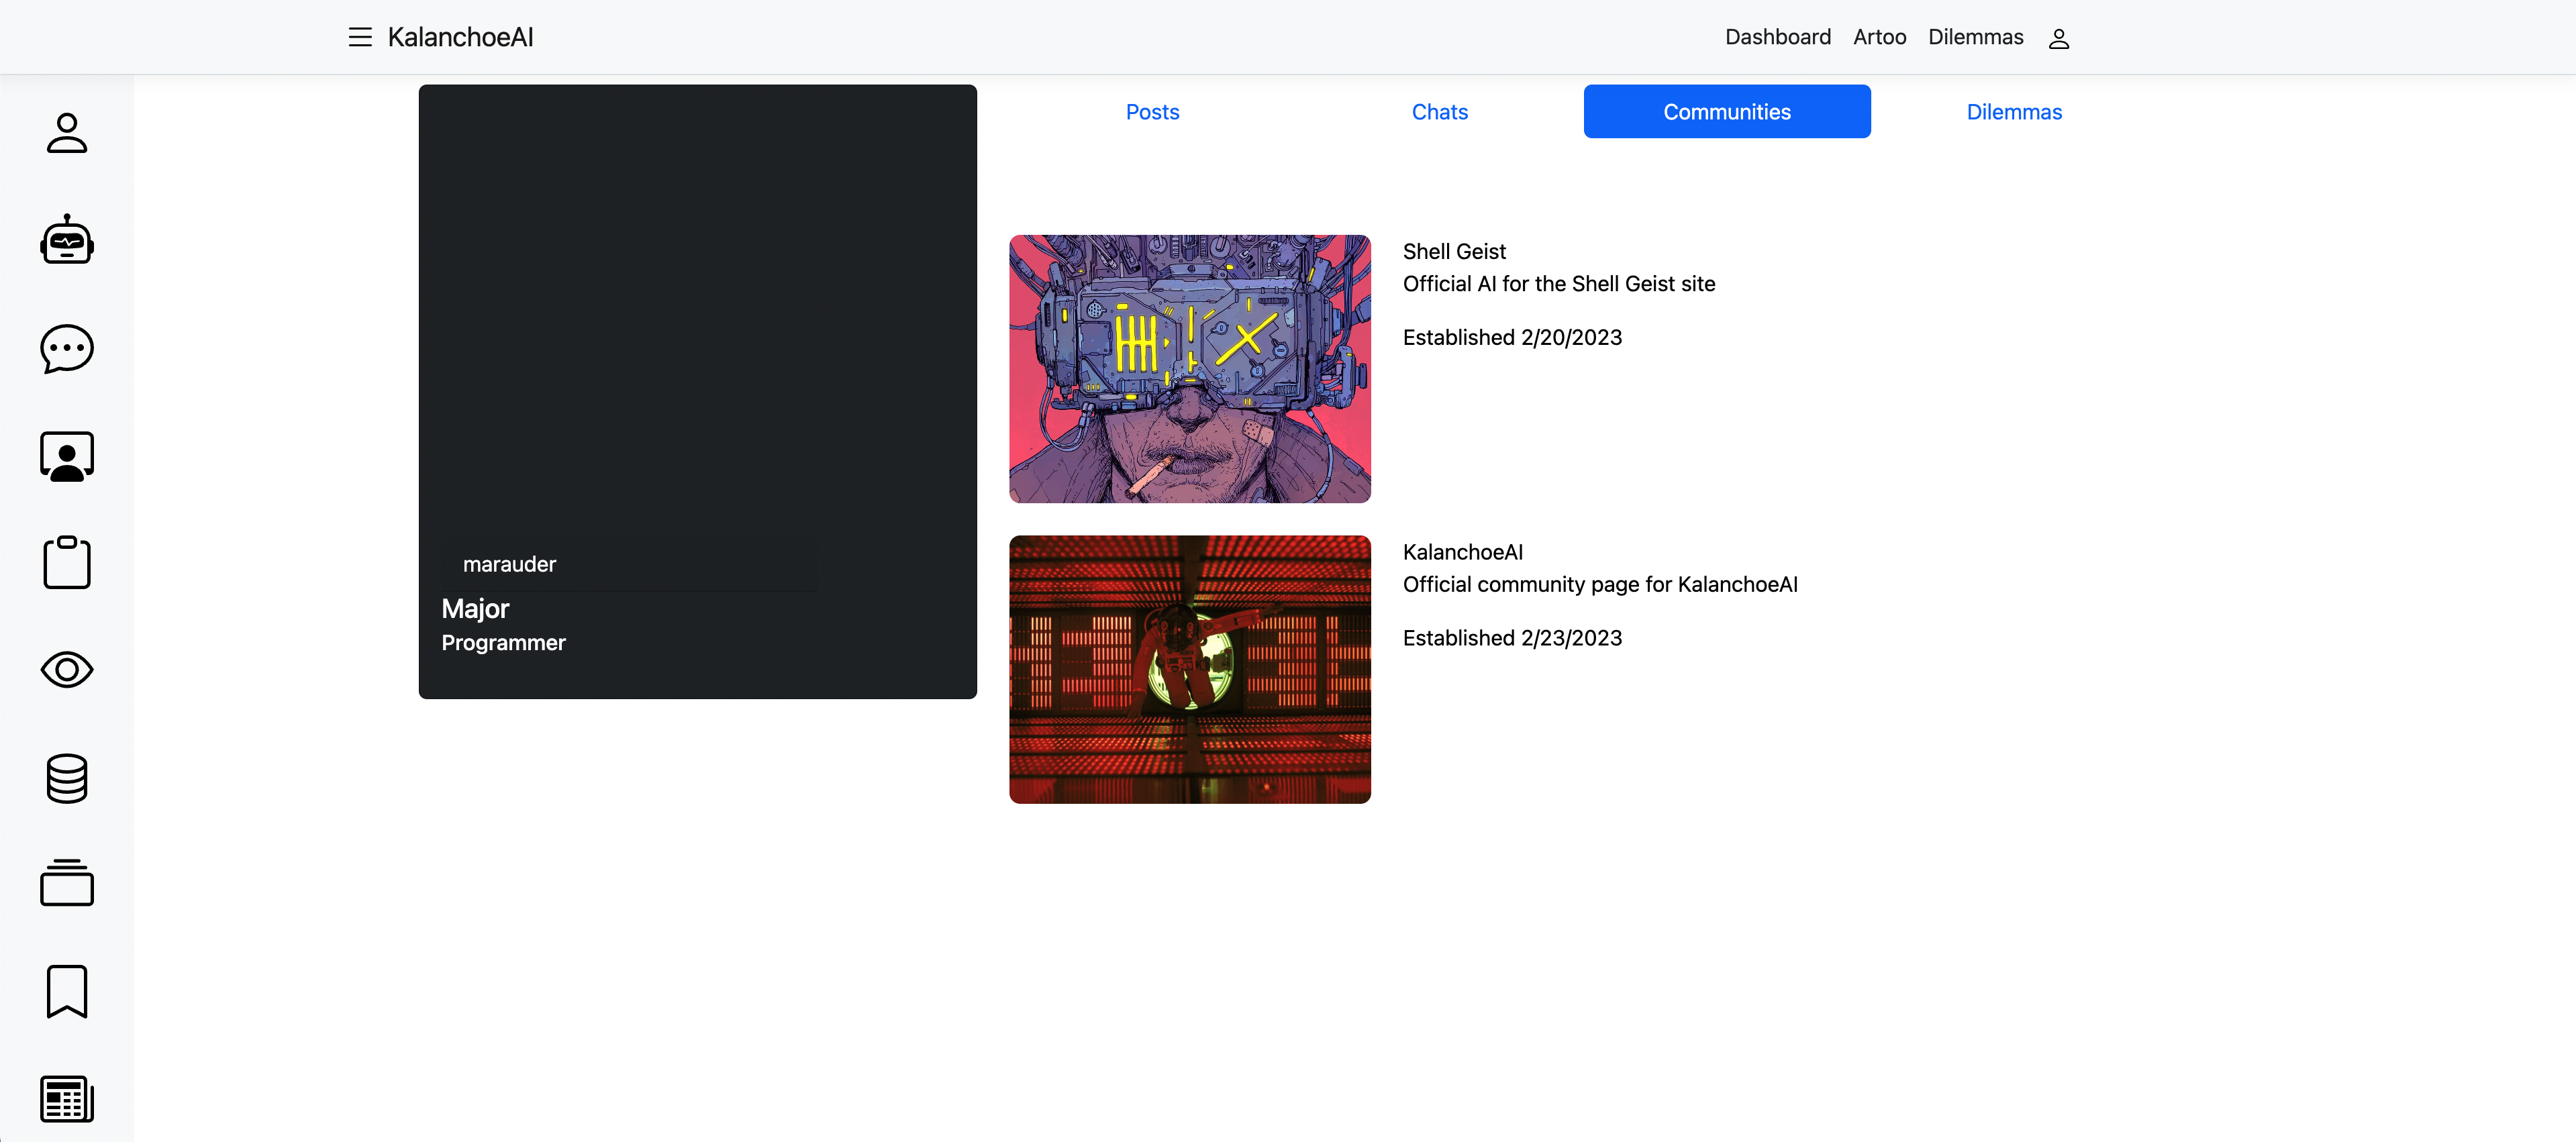 KalanchoeAI
Dashboard Artoo Dilemmas
Posts Chats Communities Dilemmas
marauder
Major
Programmer
Shell Geist
Official AI for the Shell Geist site
Established 2/20/2023
KalanchoeAI
Official community page for KalanchoeAI
Established 2/23/2023